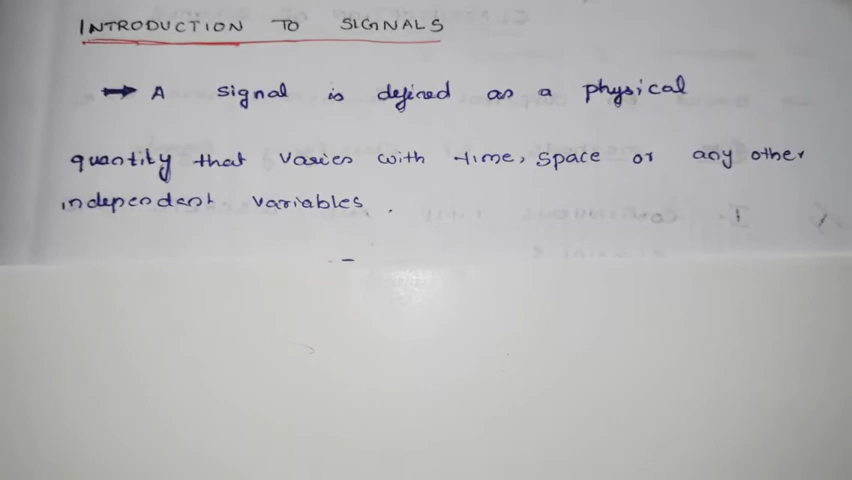 INTRODUCTION TO SIGNALS
→ A signal is defined as a physical
quantity that varies with time, space or any other
independent variables.